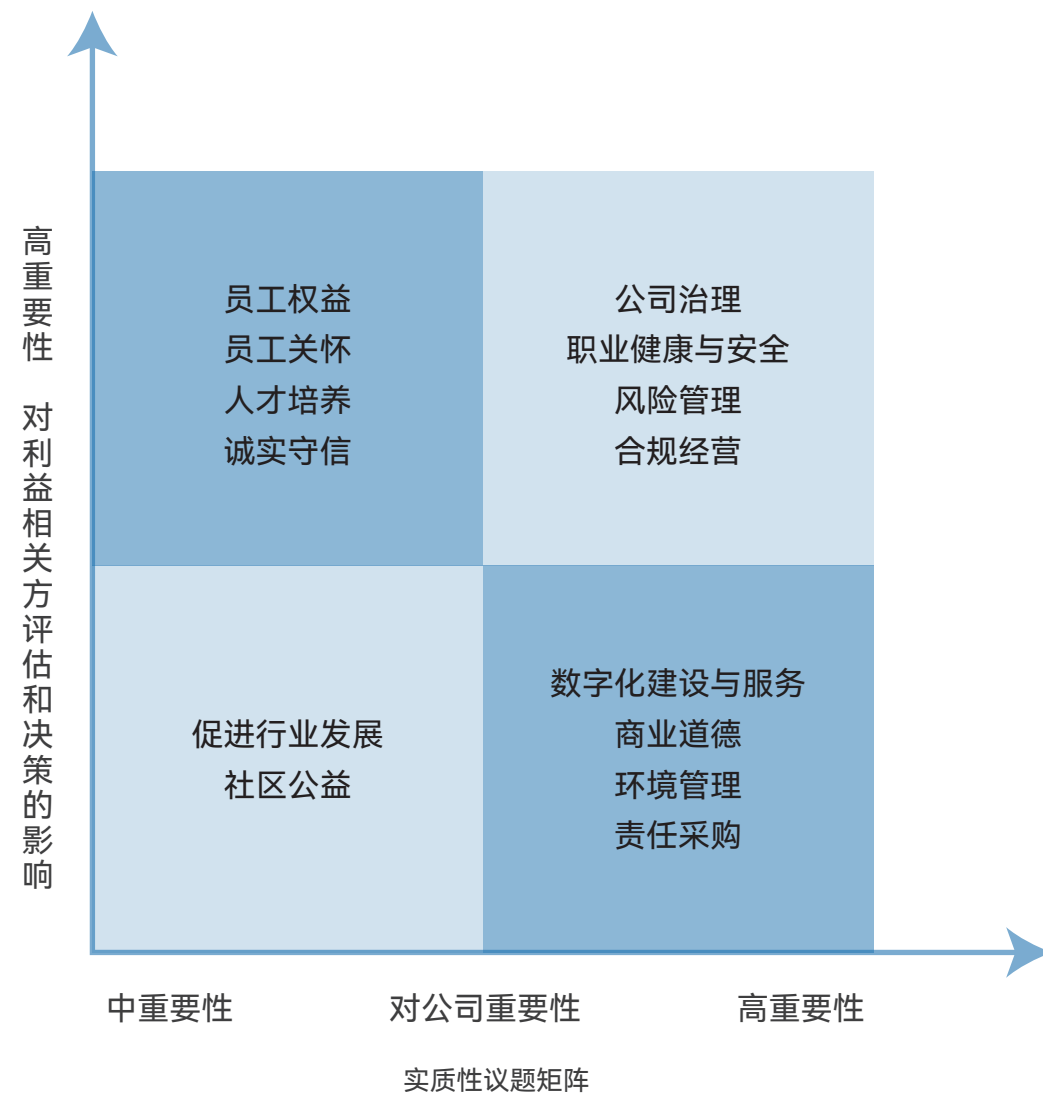 高重要性 对利益相关方评估和决策的影响
员工权益
员工关怀
人才培养
诚实守信
公司治理
职业健康与安全
风险管理
合规经营
促进行业发展
社区公益
数字化建设与服务
商业道德
环境管理
责任采购
中重要性 对公司重要性 高重要性
实质性议题矩阵